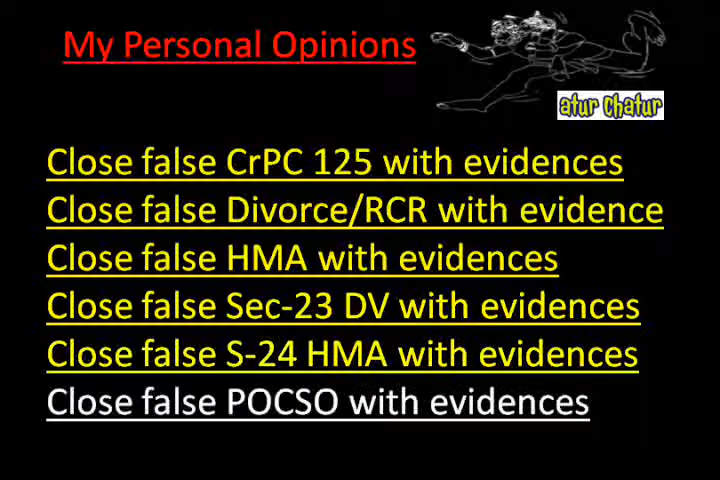 My Personal Opinions
atur chatur
Close false CrPC 125 with evidences
Close false Divorce/RCR with evidence
Close false HMA with evidences
Close false Sec-23 DV with evidences
Close false S-24 HMA with evidences
Close false POCSO with evidences